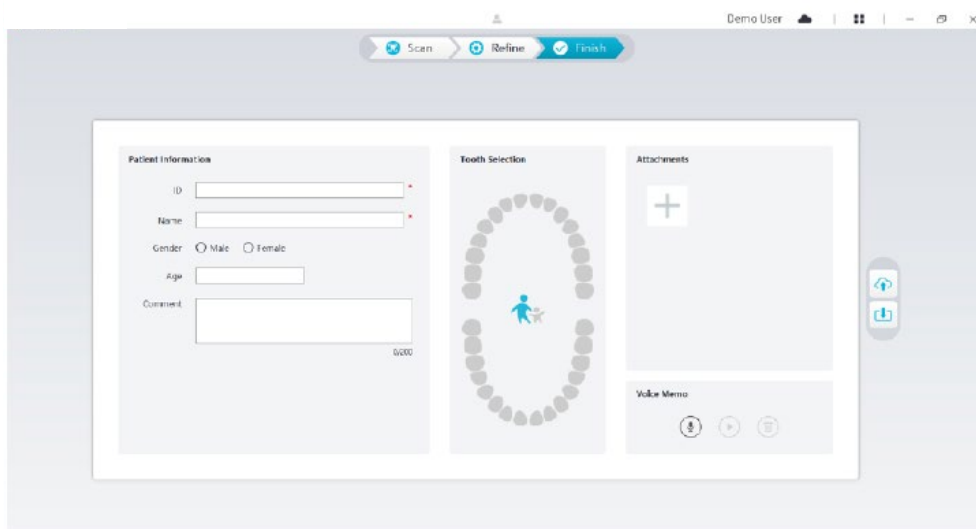 Demo User
Scan
Refine
Finish
Patient Information
ID
*
Name
*
Gender
Male
Female
Age
Comment
0/200
Tooth Selection
Attachments
Voice Memo